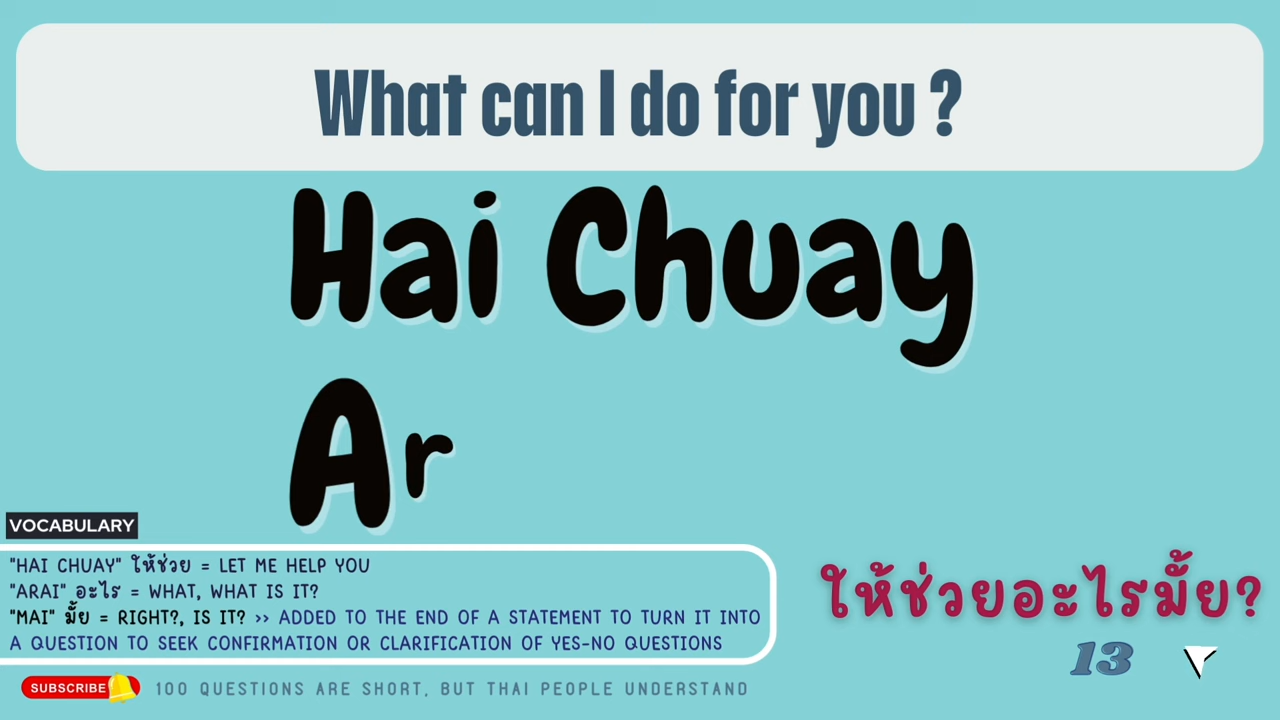 What can I do for you ?
Hai Chuay
Ar
VOCABULARY
"HAI CHUAY" ให้ช่วย = LET ME HELP YOU
"ARAI" อะไร = WHAT, WHAT IS IT?
"MAI" มั้ย = RIGHT?, IS IT? >> ADDED TO THE END OF A STATEMENT TO TURN IT INTO
A QUESTION TO SEEK CONFIRMATION OR CLARIFICATION OF YES-NO QUESTIONS
ให้ช่วยอะไรมั้ย?
13
SUBSCRIBE
100 QUESTIONS ARE SHORT, BUT THAI PEOPLE UNDERSTAND